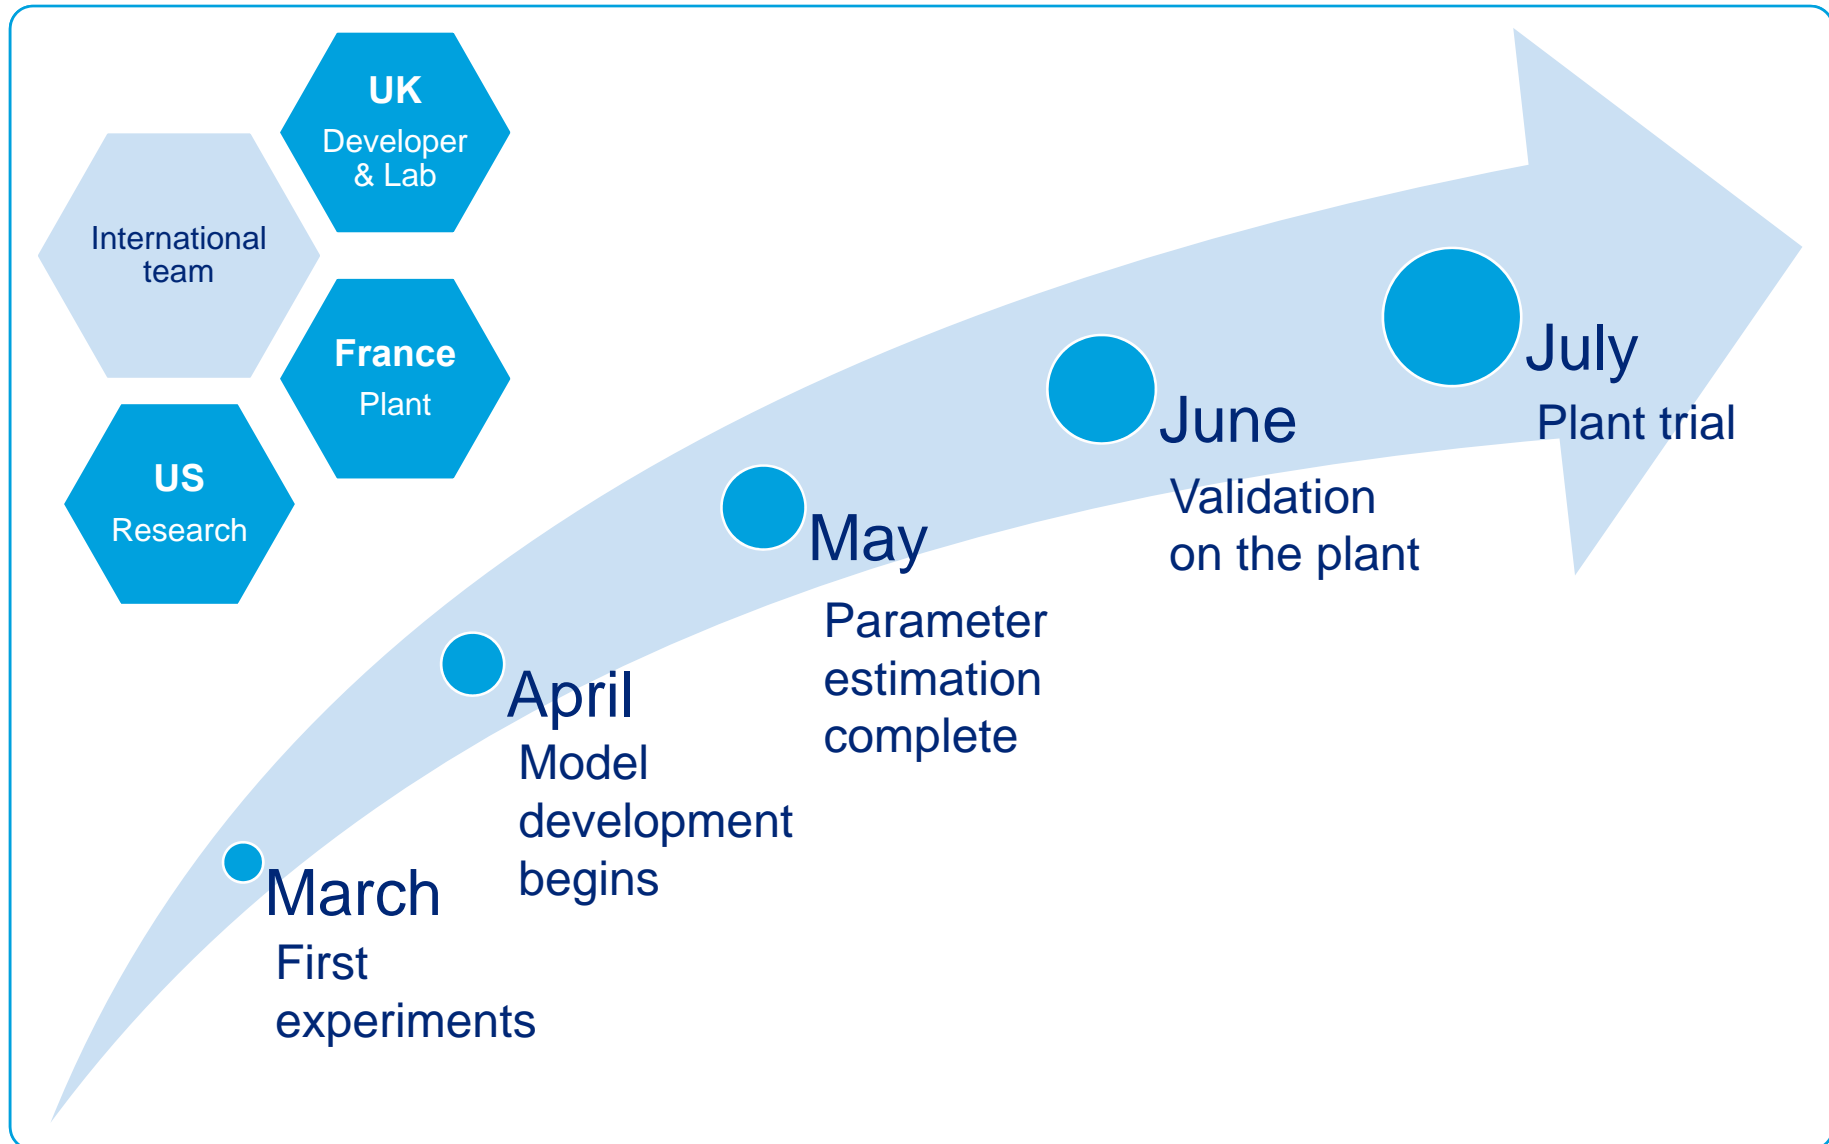 UK
Developer
& Lab
International
team
France
Plant
US
Research
March
First
experiments
April
Model
development
begins
May
Parameter
estimation
complete
June
Validation
on the plant
July
Plant trial